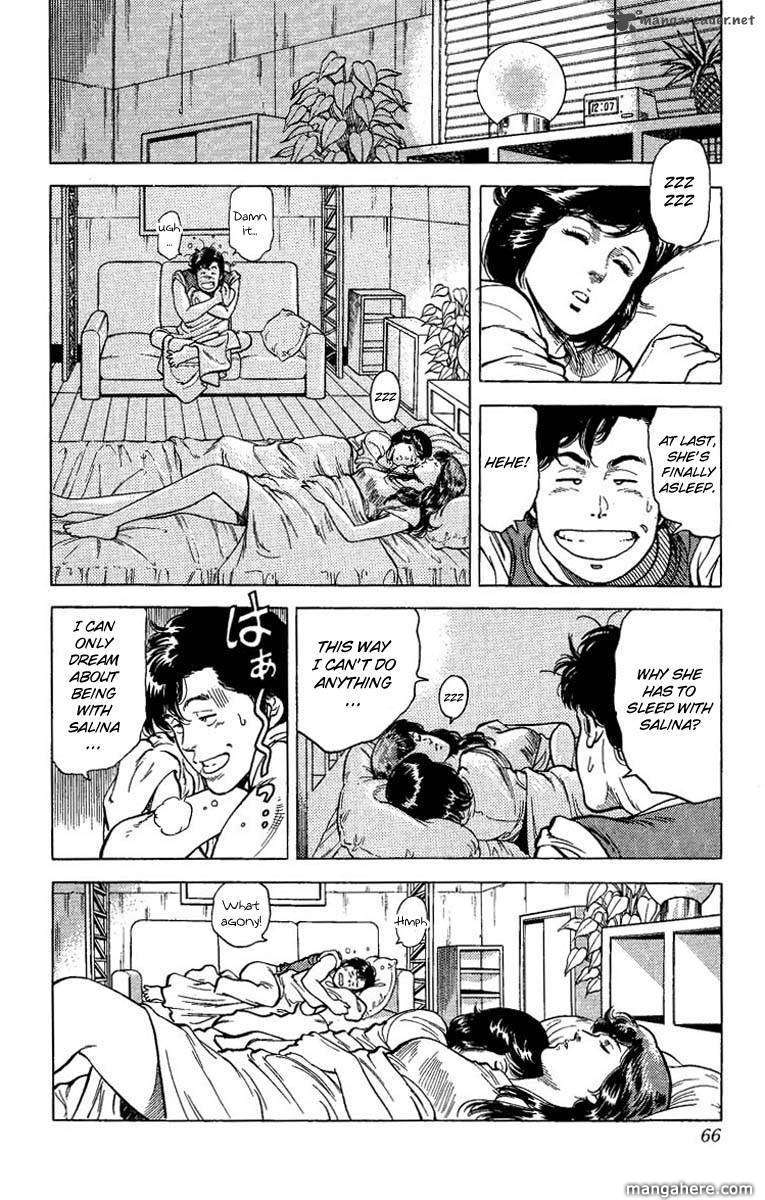 mangareader.net
12:07
ZZZ
ZZZ
HEHE!
AT LAST,
SHE'S
FINALLY
ASLEEP.
Damn
it..
ugh
...
ZZZ
WHY SHE
HAS TO
SLEEP WITH
SALINA?
THIS WAY
I CAN'T DO
ANYTHING
...
ZZZ
I CAN
ONLY
DREAM
ABOUT
BEING
WITH
SALINA
...
はあ〜っ
Hmph
What
agony!
66
mangahere.com